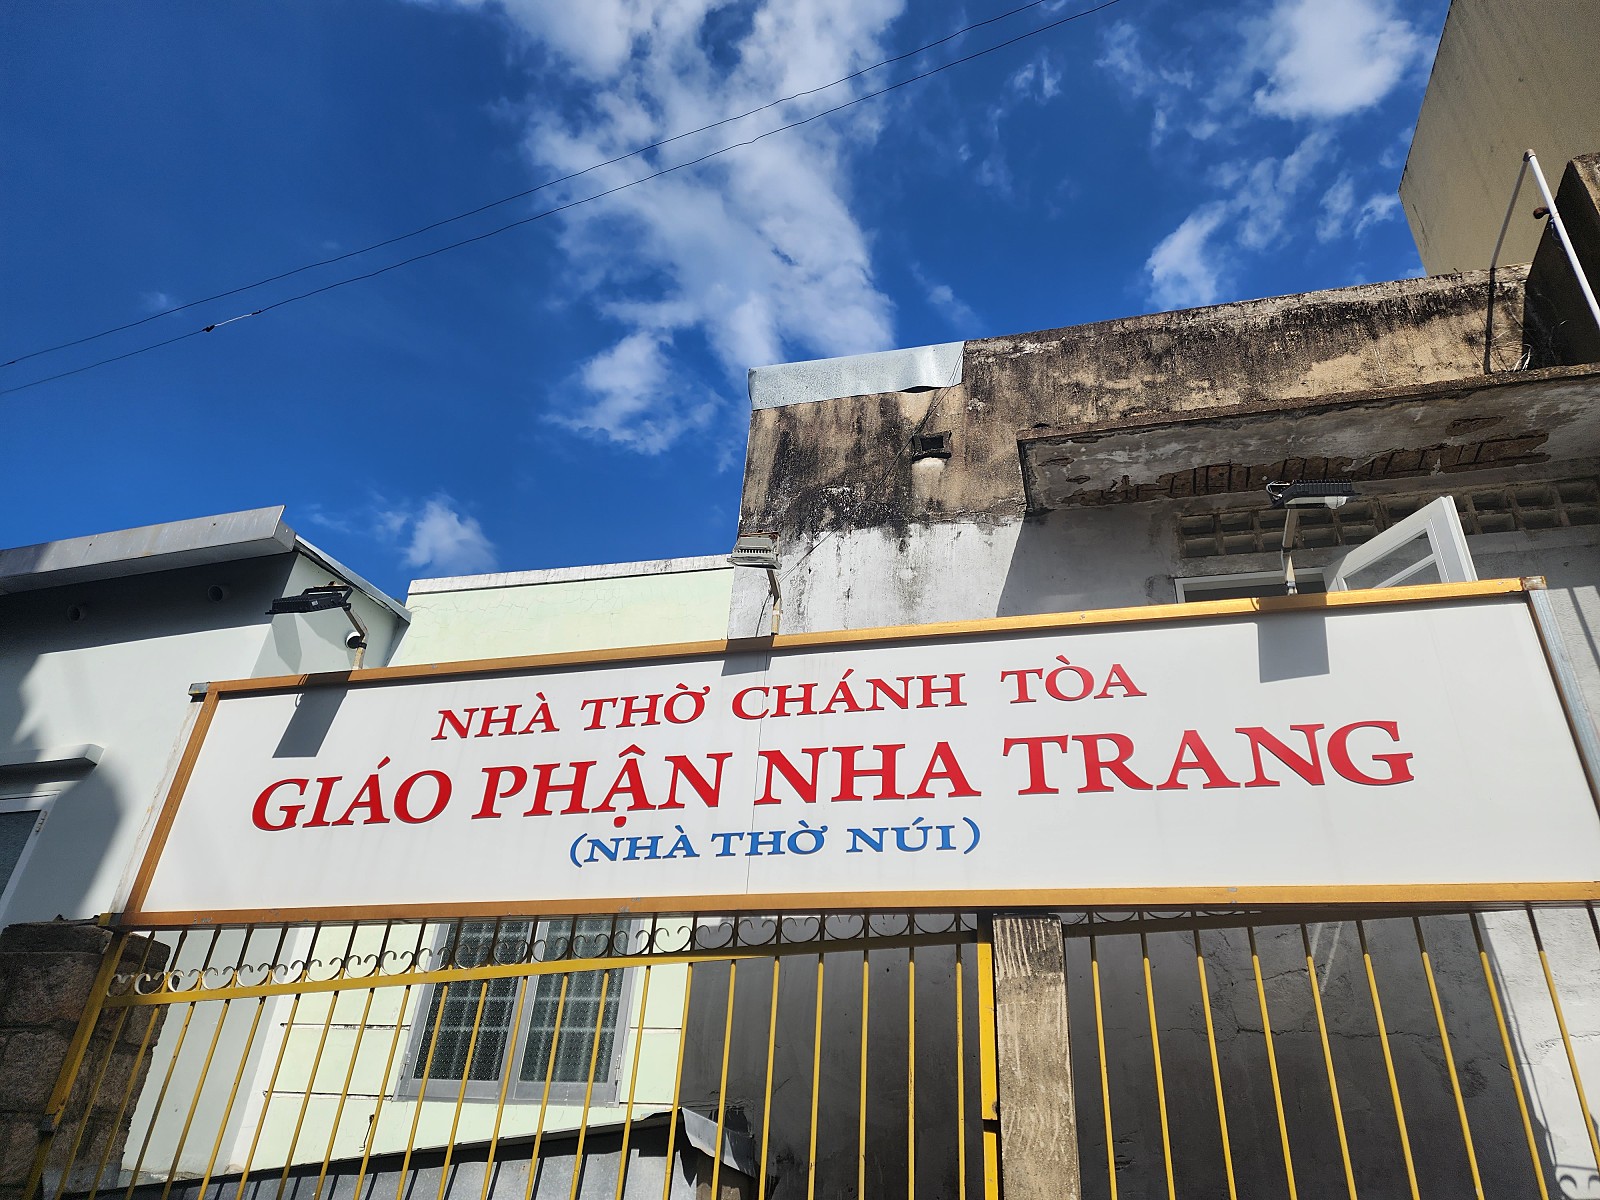 NHÀ THỜ CHÁNH TÒA
GIÁO PHẬN NHA TRANG
(NHÀ THỜ NÚI)